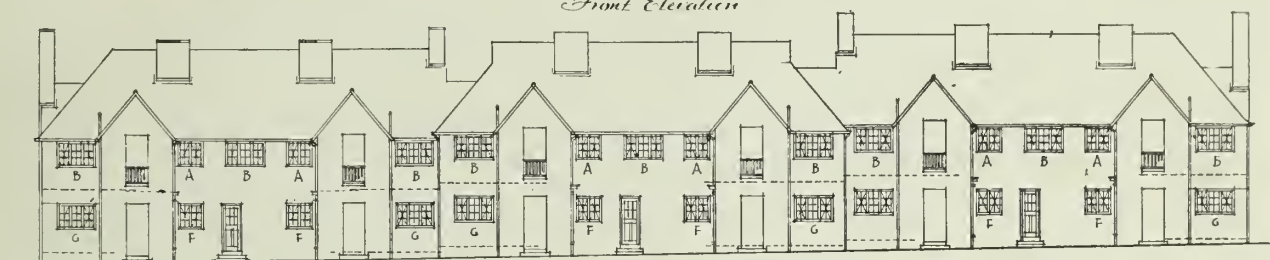 Front Elevation
B A B A B B A B A B B A B A B
G F F G G F F G F F G